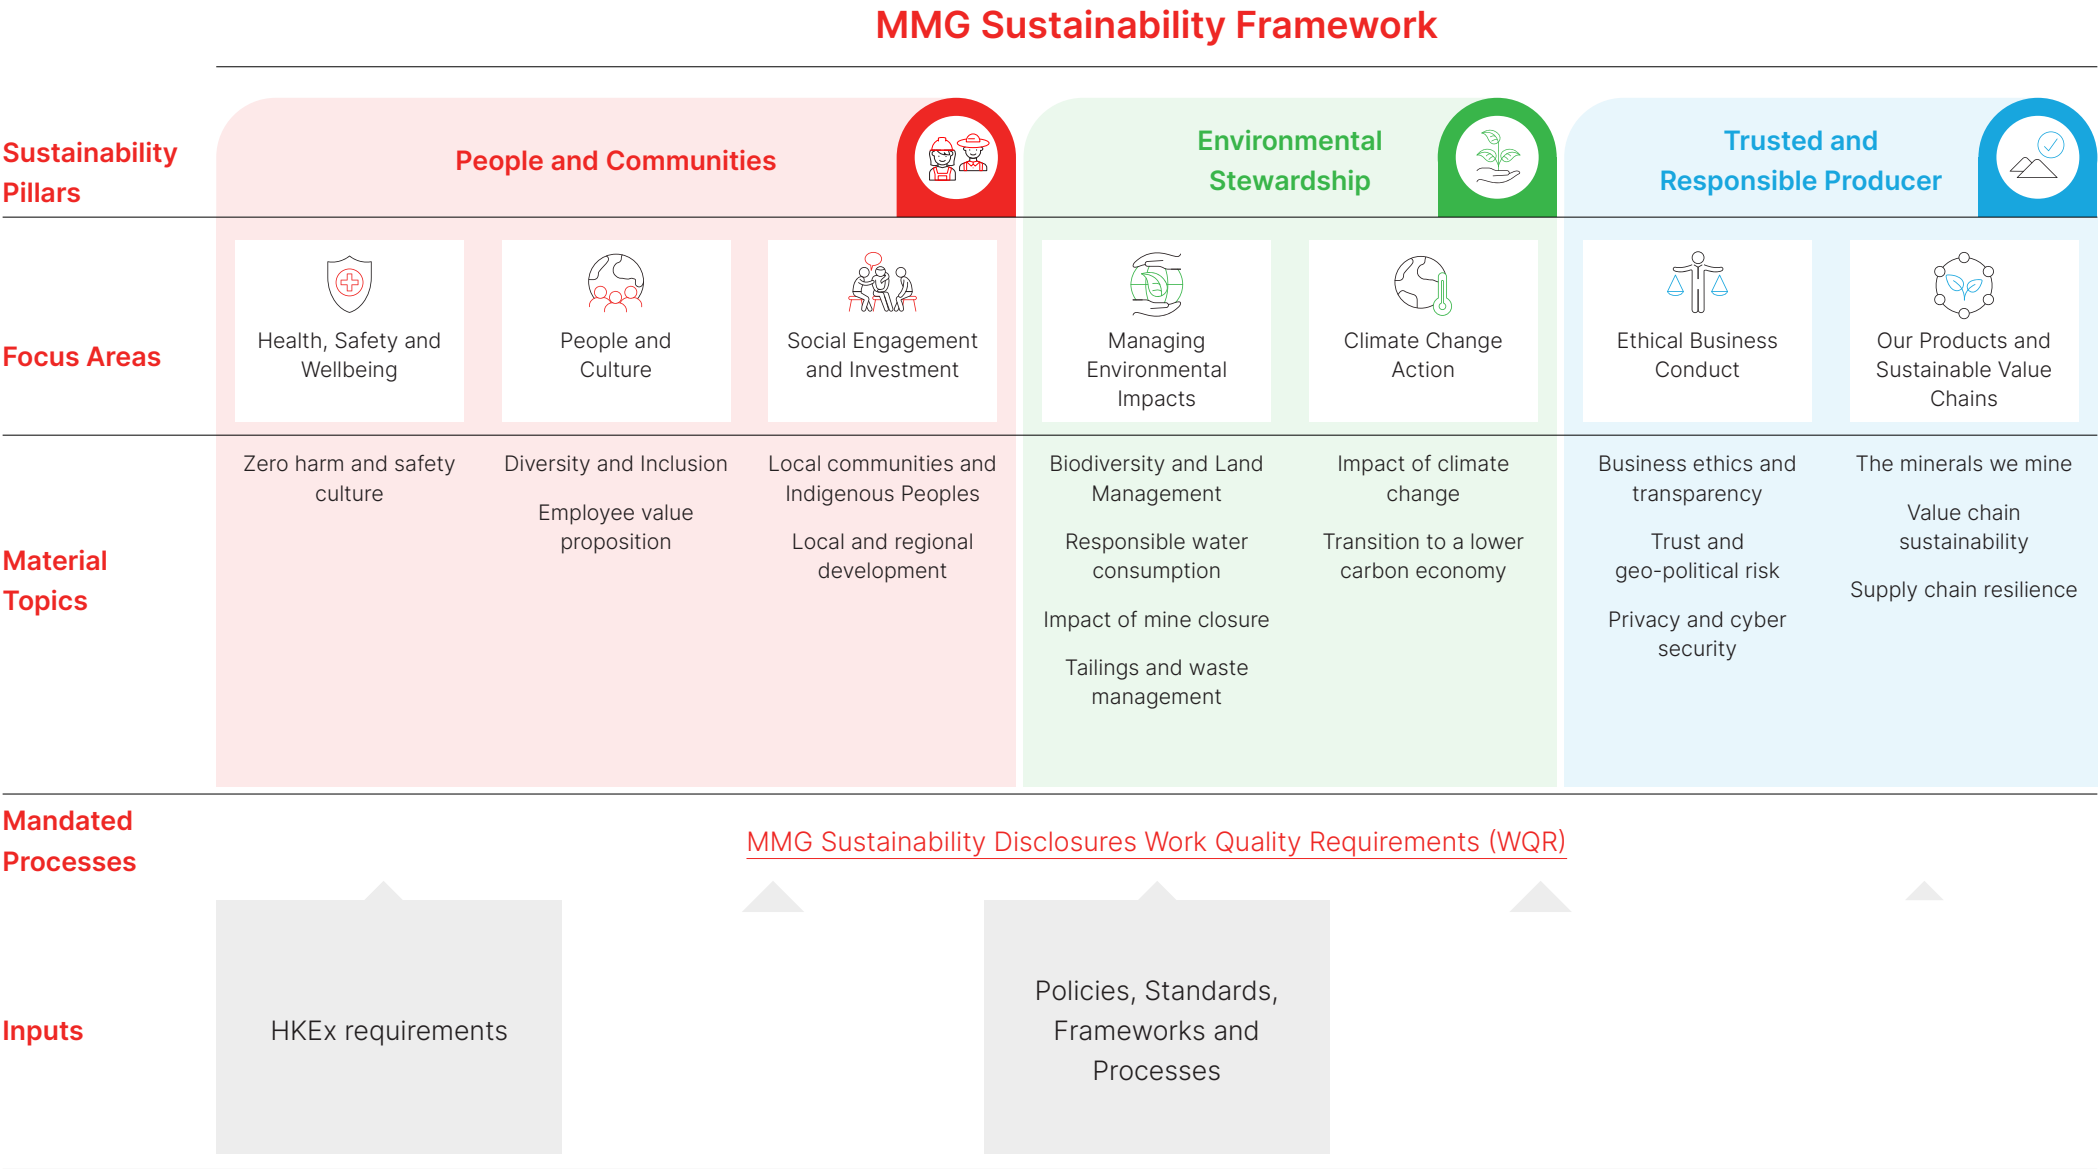 MMG Sustainability Framework
Sustainability
Pillars
People and Communities
Environmental
Stewardship
Trusted and
Responsible Producer
Focus Areas
Health, Safety and
Wellbeing
People and
Culture
Social Engagement
and Investment
Managing
Environmental
Impacts
Climate Change
Action
Ethical Business
Conduct
Our Products and
Sustainable Value
Chains
Material
Topics
Zero harm and safety
culture
Diversity and Inclusion
Employee value
proposition
Local communities and
Indigenous Peoples
Local and regional
development
Biodiversity and Land
Management
Responsible water
consumption
Impact of mine closure
Tailings and waste
management
Impact of climate
change
Transition to a lower
carbon economy
Business ethics and
transparency
Trust and
geo-political risk
Privacy and cyber
security
The minerals we mine
Value chain
sustainability
Supply chain resilience
Mandated
Processes
MMG Sustainability Disclosures Work Quality Requirements (WQR)
Inputs
HKEx requirements
Policies, Standards,
Frameworks and
Processes